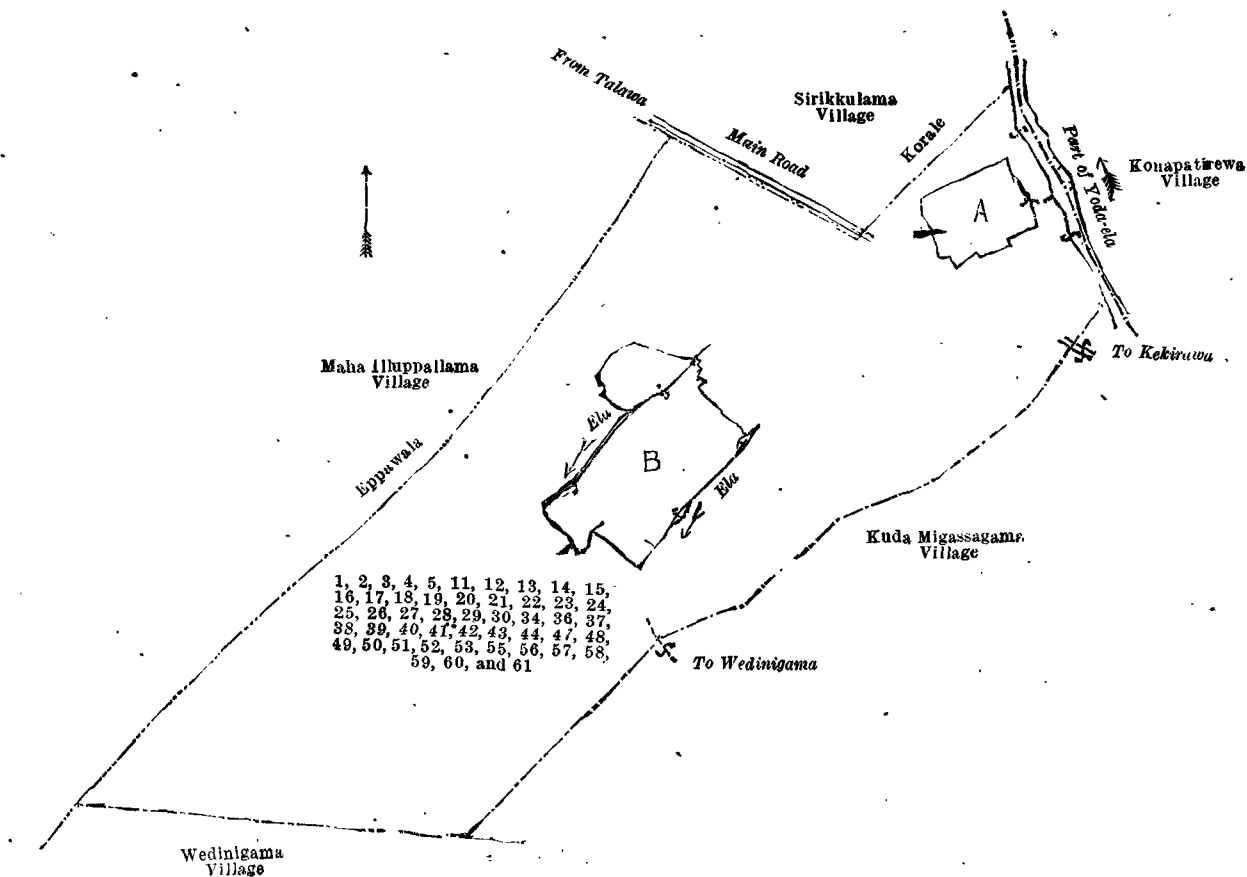 From Talawa
Main Road
Sirikkulama
Village
Korale
Part of Yoda-ela
Konapatirewa
Village
A
To Kekirawa
Maha Illuppallama
Village
Eppawala
Ela
B
Ela
Kuda Migassagama
Village
1, 2, 3, 4, 5, 11, 12, 13, 14, 15,
16, 17, 18, 19, 20, 21, 22, 23, 24,
25, 26, 27, 28, 29, 30, 34, 36, 37,
38, 39, 40, 41, 42, 43, 44, 47, 48,
49, 50, 51, 52, 53, 55, 56, 57, 58,
59, 60, and 61
To Wedinigama
Wedinigama
Village